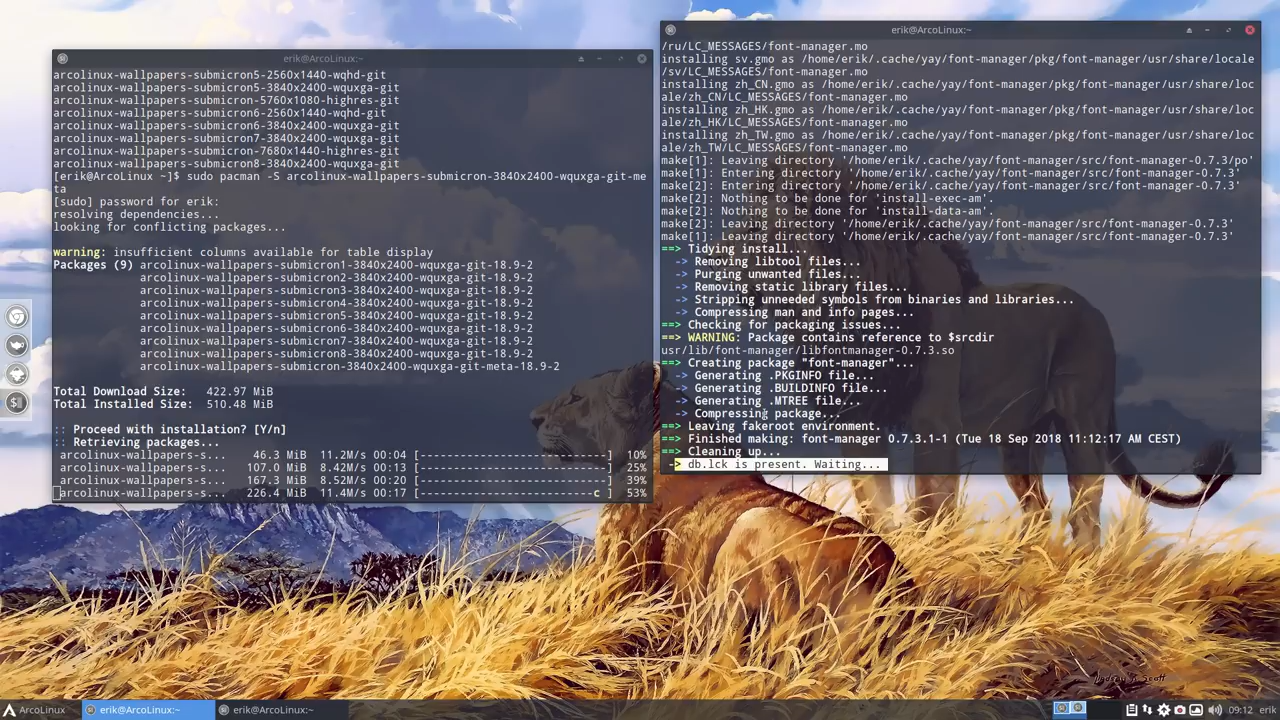 erik@ArcoLinux:~
arcolinux-wallpapers-submicron5-2560x1440-wqhd-git
arcolinux-wallpapers-submicron5-3840x2400-wquxga-git
arcolinux-wallpapers-submicron-5760x1080-highres-git
arcolinux-wallpapers-submicron6-2560x1440-wqhd-git
arcolinux-wallpapers-submicron6-3840x2400-wquxga-git
arcolinux-wallpapers-submicron7-3840x2400-wquxga-git
arcolinux-wallpapers-submicron-7680x1440-highres-git
arcolinux-wallpapers-submicron8-3840x2400-wquxga-git
[erik@ArcoLinux ~]$ sudo pacman -S arcolinux-wallpapers-submicron-3840x2400-wquxga-git-me
ta
[sudo] password for erik:
resolving dependencies...
looking for conflicting packages...
warning: insufficient columns available for table display
Packages (9) arcolinux-wallpapers-submicron1-3840x2400-wquxga-git-18.9-2
arcolinux-wallpapers-submicron2-3840x2400-wquxga-git-18.9-2
arcolinux-wallpapers-submicron3-3840x2400-wquxga-git-18.9-2
arcolinux-wallpapers-submicron4-3840x2400-wquxga-git-18.9-2
arcolinux-wallpapers-submicron5-3840x2400-wquxga-git-18.9-2
arcolinux-wallpapers-submicron6-3840x2400-wquxga-git-18.9-2
arcolinux-wallpapers-submicron7-3840x2400-wquxga-git-18.9-2
arcolinux-wallpapers-submicron8-3840x2400-wquxga-git-18.9-2
arcolinux-wallpapers-submicron-3840x2400-wquxga-git-meta-18.9-2
Total Download Size:  422.97 MiB
Total Installed Size:  510.48 MiB
:: Proceed with installation? [Y/n]
:: Retrieving packages...
arcolinux-wallpapers-s...    46.3 MiB  11.2M/s 00:04 [----------------------------]  10%
arcolinux-wallpapers-s...   107.0 MiB  8.42M/s 00:13 [----------------------------]  25%
arcolinux-wallpapers-s...   167.3 MiB  8.52M/s 00:20 [----------------------------]  39%
arcolinux-wallpapers-s...   226.4 MiB  11.4M/s 00:17 [--------------------------c ]  53%
erik@ArcoLinux:~
/ru/LC_MESSAGES/font-manager.mo
installing sv.gmo as /home/erik/.cache/yay/font-manager/pkg/font-manager/usr/share/locale
/sv/LC_MESSAGES/font-manager.mo
installing zh_CN.gmo as /home/erik/.cache/yay/font-manager/pkg/font-manager/usr/share/loc
ale/zh_CN/LC_MESSAGES/font-manager.mo
installing zh_HK.gmo as /home/erik/.cache/yay/font-manager/pkg/font-manager/usr/share/loc
ale/zh_HK/LC_MESSAGES/font-manager.mo
installing zh_TW.gmo as /home/erik/.cache/yay/font-manager/pkg/font-manager/usr/share/loc
ale/zh_TW/LC_MESSAGES/font-manager.mo
make[1]: Leaving directory '/home/erik/.cache/yay/font-manager/src/font-manager-0.7.3/po'
make[1]: Entering directory '/home/erik/.cache/yay/font-manager/src/font-manager-0.7.3'
make[2]: Entering directory '/home/erik/.cache/yay/font-manager/src/font-manager-0.7.3'
make[2]: Nothing to be done for 'install-exec-am'.
make[2]: Nothing to be done for 'install-data-am'.
make[2]: Leaving directory '/home/erik/.cache/yay/font-manager/src/font-manager-0.7.3'
make[1]: Leaving directory '/home/erik/.cache/yay/font-manager/src/font-manager-0.7.3'
==> Tidying install...
-> Removing libtool files...
-> Purging unwanted files...
-> Removing static library files...
-> Stripping unneeded symbols from binaries and libraries...
-> Compressing man and info pages...
==> Checking for packaging issues...
==> WARNING: Package contains reference to $srcdir
usr/lib/font-manager/libfontmanager-0.7.3.so
==> Creating package "font-manager"...
-> Generating .PKGINFO file...
-> Generating .BUILDINFO file...
-> Generating .MTREE file...
-> Compressing package...
==> Leaving fakeroot environment.
==> Finished making: font-manager 0.7.3.1-1 (Tue 18 Sep 2018 11:12:17 AM CEST)
==> Cleaning up...
-> db.lck is present. Waiting...
ArcoLinux
erik@ArcoLinux:~
erik@ArcoLinux:~
09:12
erik